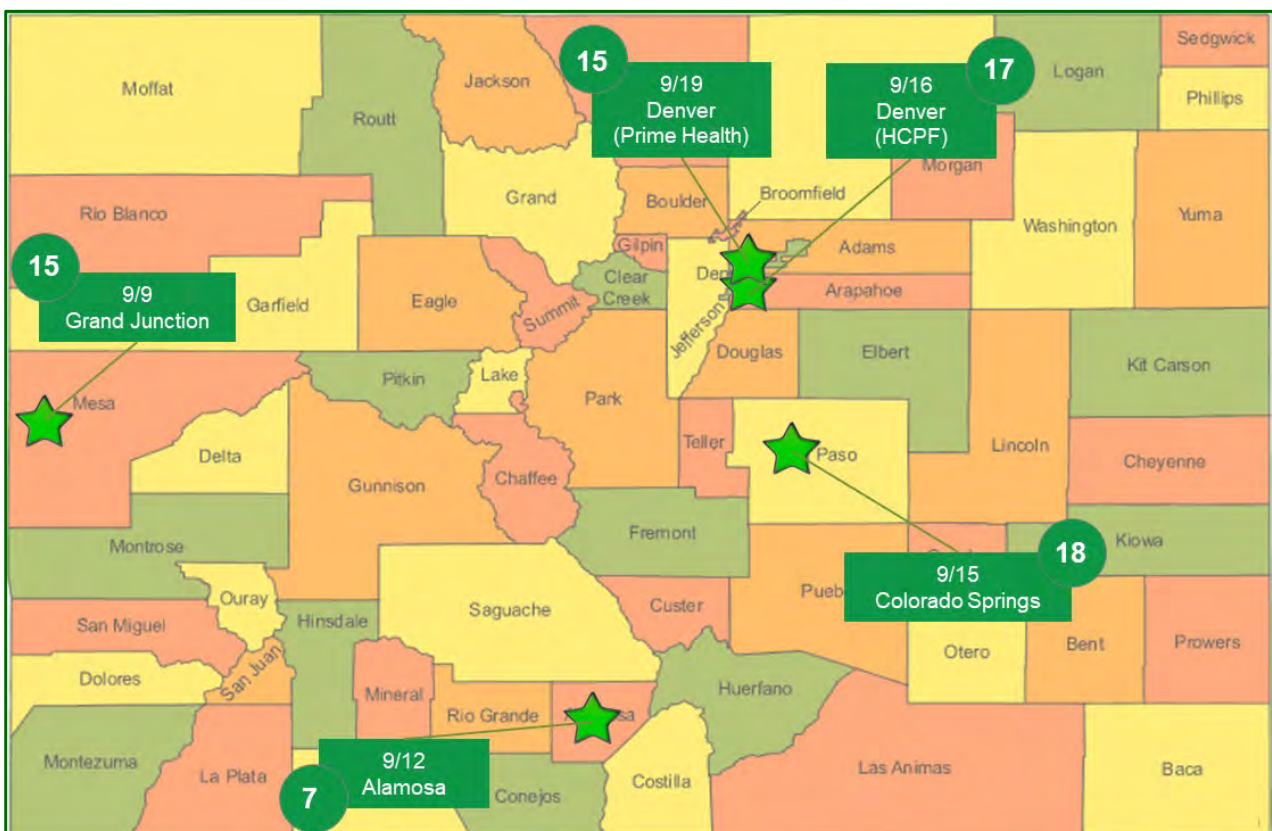 Sedgwick
15
17
Logan
Moffat
Jackson
9/19
Denver
(Prime Health)
9/16
Denver
(HCPF)
Phillips
Routt
Morgan
Grand
Boulder
Broomfield
Rio Blanco
Washington
Yuma
Gilpin
Adams
15
Clear
Creek
Den
Arapahoe
9/9
Grand Junction
Garfield
Eagle
Summit
Jefferson
Douglas
Elbert
Kit Carson
Pitkin
Lake
Park
Mesa
Teller
Paso
Lincoln
Delta
Cheyenne
Chaffee
Gunnison
Fremont
Montrose
18
Kiowa
9/15
Colorado Springs
Ouray
Hinsdale
Saguache
Custer
Pueb
San Miguel
Otero
Bent
Prowers
San Juan
Dolores
Mineral
Huerfano
Rio Grande
sa
9/12
Alamosa
Montezuma
La Plata
Costilla
Las Animas
Baca
7
Conejos